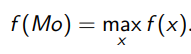 f(Mo) = max f(x).
x